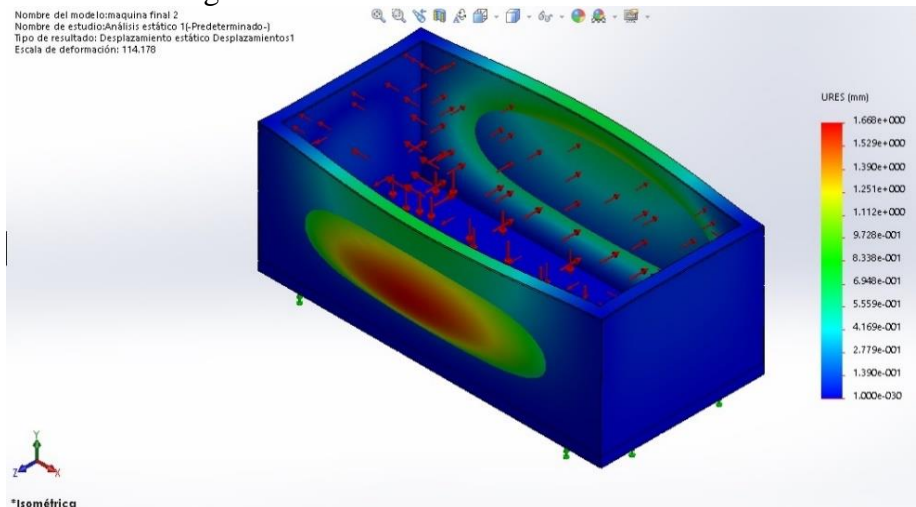 Nombre del modelo:maquina final 2
Nombre de estudio:Análisis estático 1(-Predeterminado-)
Tipo de resultado: Desplazamiento estático Desplazamientos1
Escala de deformación: 114.178
URES (mm)
1.668e+000
1.529e+000
1.390e+000
1.251e+000
1.112e+000
9.728e-001
8.338e-001
6.948e-001
5.559e-001
4.169e-001
2.779e-001
1.390e-001
1.000e-030
Y
Z
X
*Isométrica